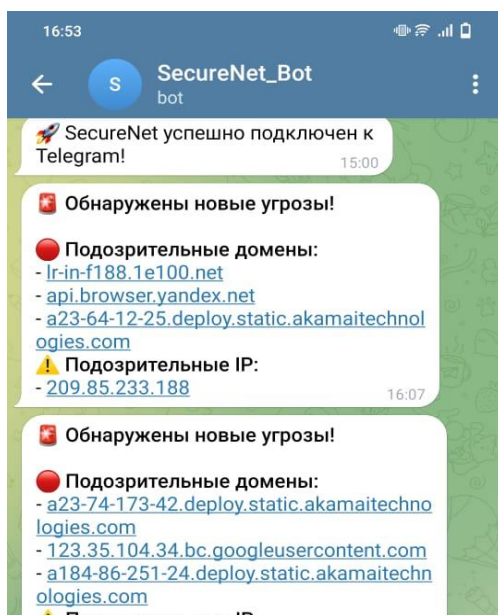 16:53
S
SecureNet_Bot
bot
🚀 SecureNet успешно подключен к
Telegram!
15:00
🚨 Обнаружены новые угрозы!
🔴 Подозрительные домены:
- lr-in-f188.1e100.net
- api.browser.yandex.net
- a23-64-12-25.deploy.static.akamaitechnol
ogies.com
⚠️ Подозрительные IP:
- 209.85.233.188
16:07
🚨 Обнаружены новые угрозы!
🔴 Подозрительные домены:
- a23-74-173-42.deploy.static.akamaitechno
logies.com
- 123.35.104.34.bc.googleusercontent.com
- a184-86-251-24.deploy.static.akamaitechn
ologies.com